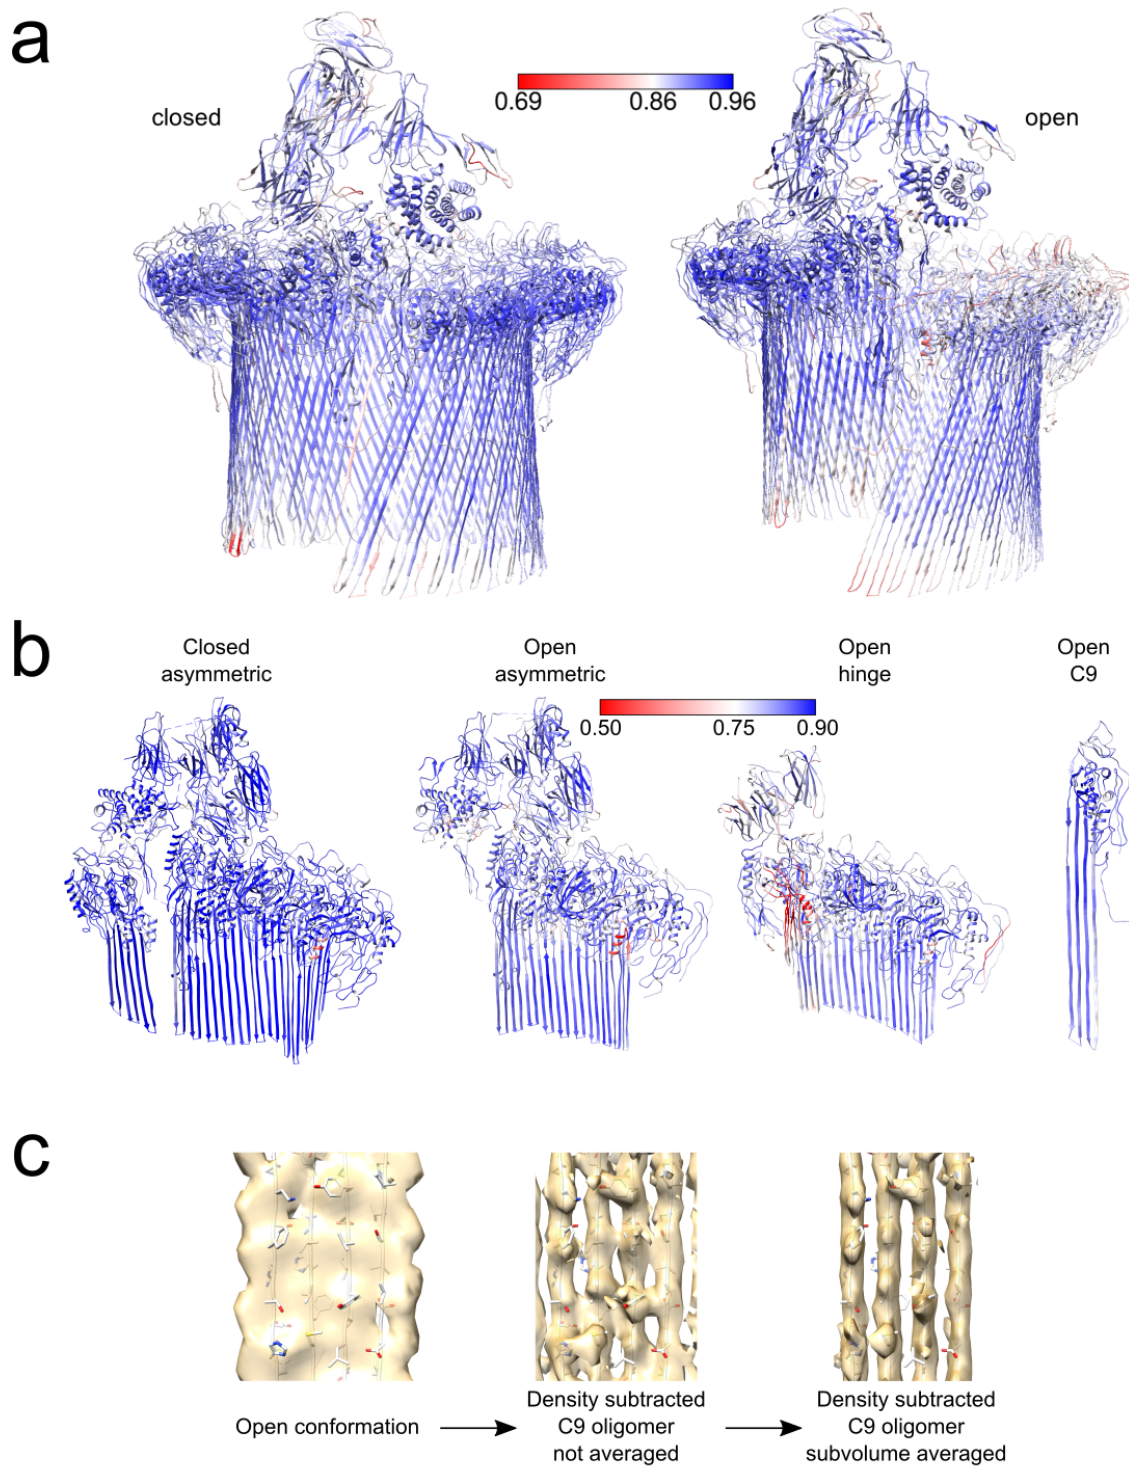 a
closed
0.69
0.86
0.96
open
b
Closed
asymmetric
Open
asymmetric
Open
hinge
Open
C9
0.50
0.75
0.90
c
Open conformation
Density subtracted
C9 oligomer
not averaged
Density subtracted
C9 oligomer
subvolume averaged